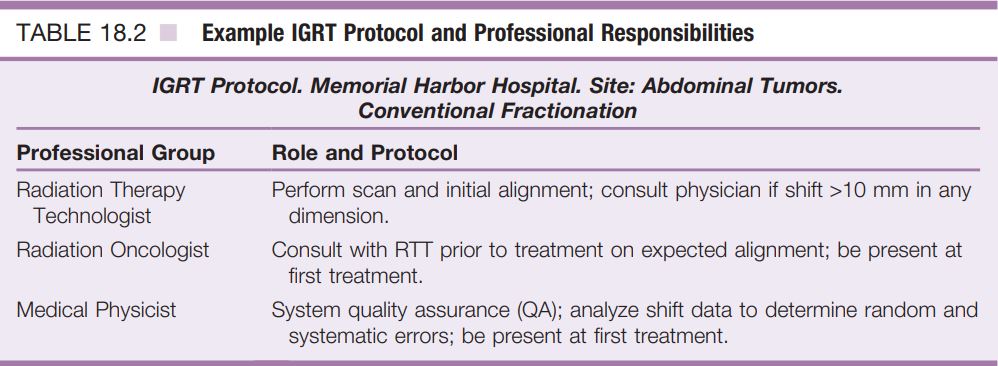 TABLE 18.2 Example IGRT Protocol and Professional Responsibilities
IGRT Protocol. Memorial Harbor Hospital. Site: Abdominal Tumors.
Conventional Fractionation
Professional Group Role and Protocol
Radiation Therapy Perform scan and initial alignment; consult physician if shift >10 mm in any
Technologist dimension.
Radiation Oncologist Consult with RTT prior to treatment on expected alignment; be present at
first treatment.
Medical Physicist System quality assurance (QA); analyze shift data to determine random and
systematic errors; be present at first treatment.